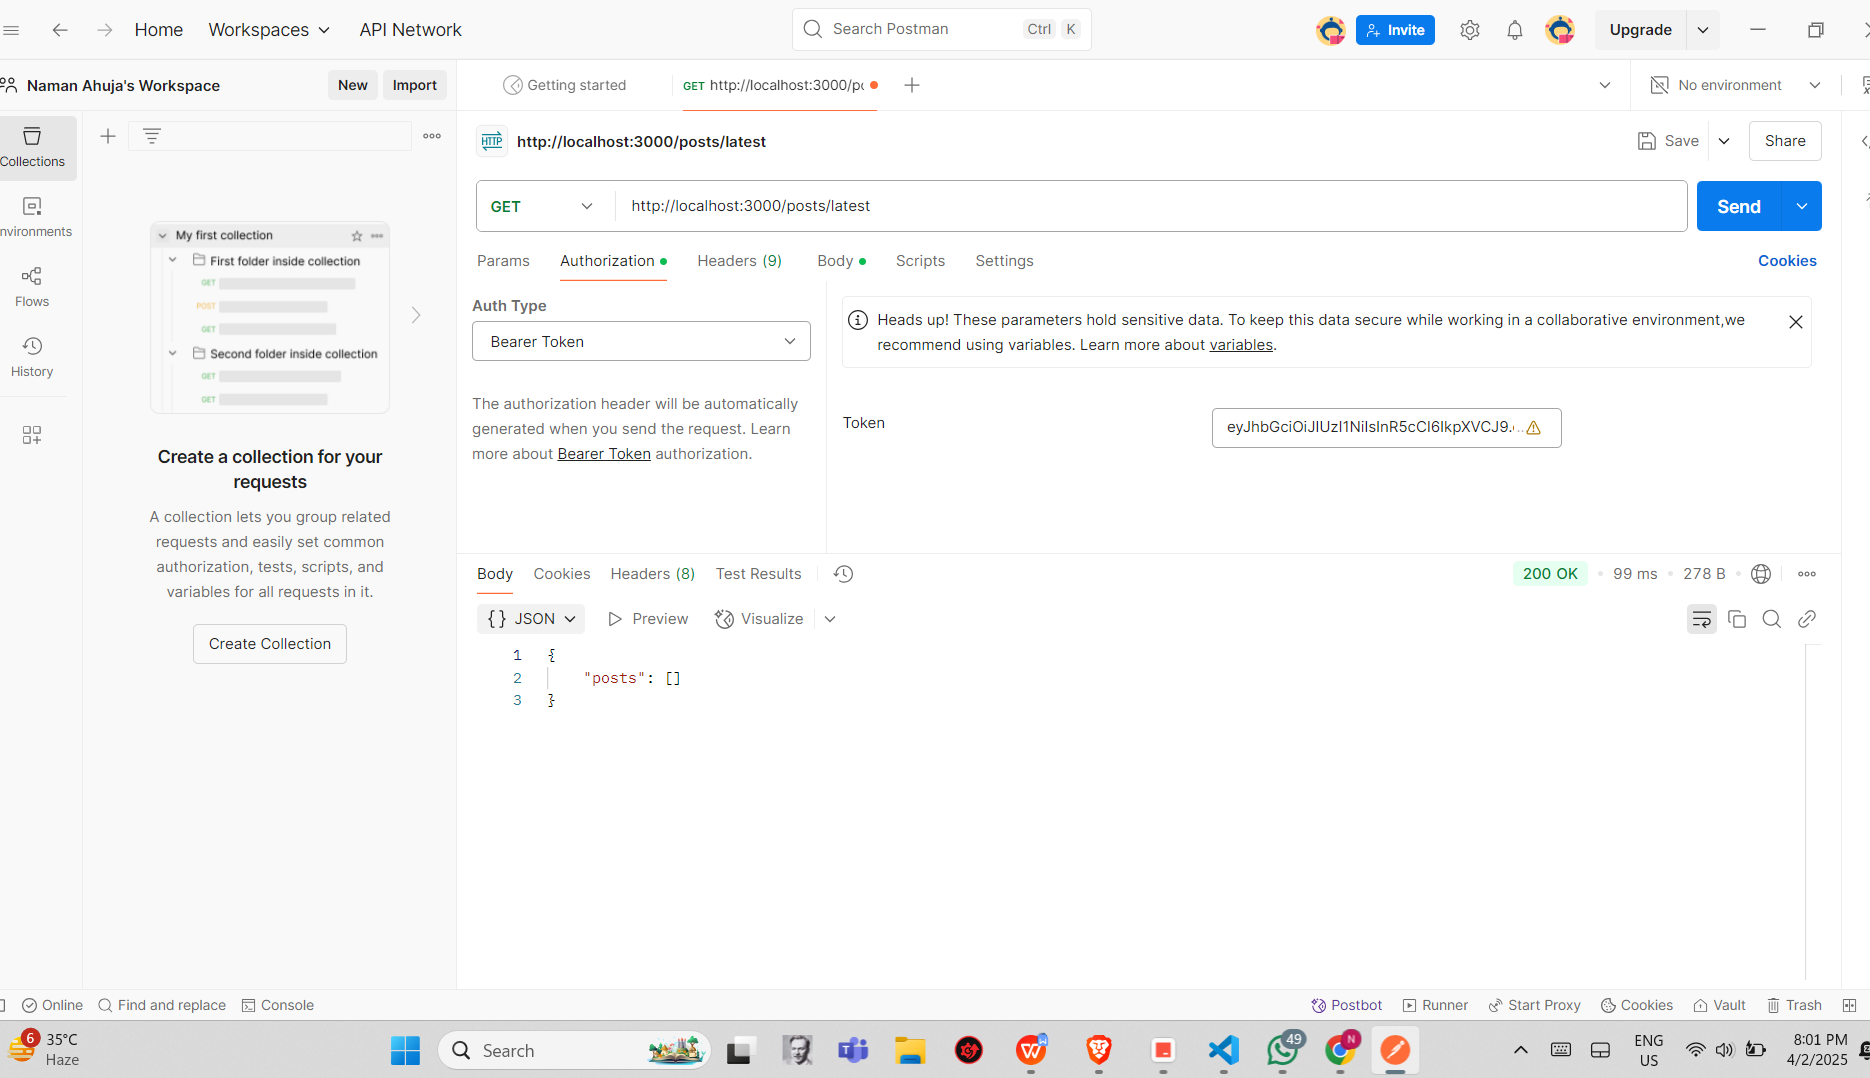 Home
Workspaces
API Network
Search Postman
Ctrl K
Invite
Upgrade
Naman Ahuja's Workspace
New
Import
Getting started
GET http://localhost:3000/po
No environment
Collections
nvironments
Flows
History
My first collection
First folder inside collection
GET
POST
GET
Second folder inside collection
GET
GET
Create a collection for your
requests
A collection lets you group related
requests and easily set common
authorization, tests, scripts, and
variables for all requests in it.
Create Collection
HTTP http://localhost:3000/posts/latest
Save
Share
GET
http://localhost:3000/posts/latest
Send
Params
Authorization
Headers (9)
Body
Scripts
Settings
Cookies
Auth Type
Bearer Token
The authorization header will be automatically
generated when you send the request. Learn
more about Bearer Token authorization.
Heads up! These parameters hold sensitive data. To keep this data secure while working in a collaborative environment,we
recommend using variables. Learn more about variables.
Token
Body
Cookies
Headers (8)
Test Results
200 OK
99 ms
278 B
{} JSON
Preview
Visualize
1 {
2 "posts": []
3 }
Online
Find and replace
Console
Postbot
Runner
Start Proxy
Cookies
Vault
Trash
6
35°C
Haze
Search
49
N
ENG
US
8:01 PM
4/2/2025